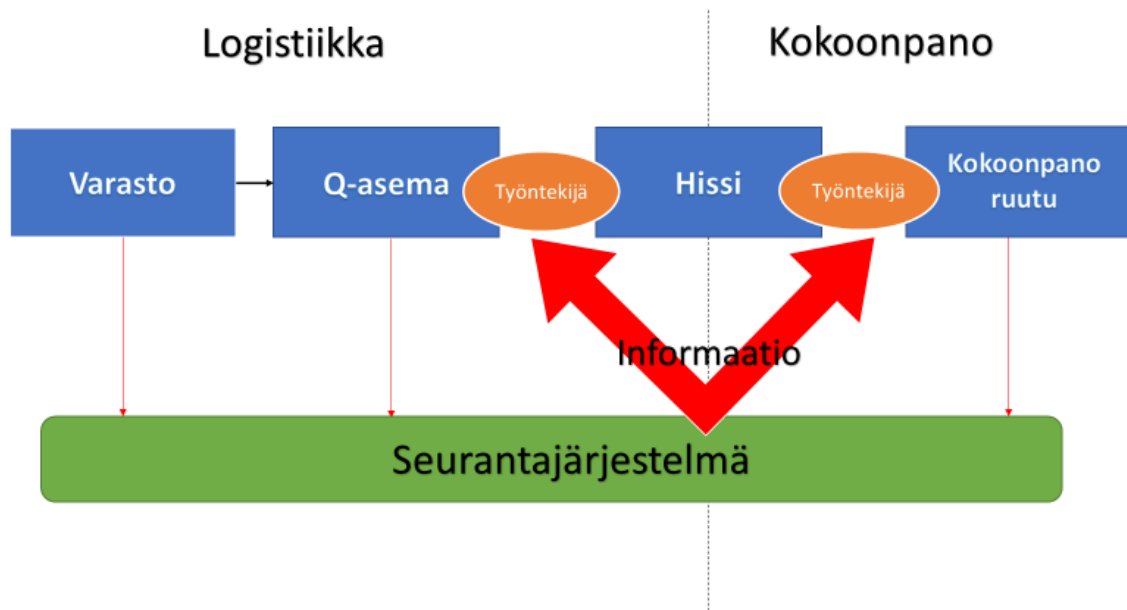 Logistiikka
Kokoonpano
Varasto
Q-asema
Työntekijä
Hissi
Työntekijä
Kokoonpano
ruutu
Informaatio
Seurantajärjestelmä